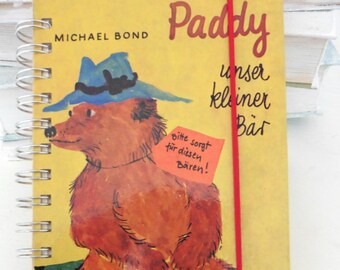 MICHAEL BOND
Paddy
unser
kleiner
Bär
Bitte sorgt
für diesen
Bären!